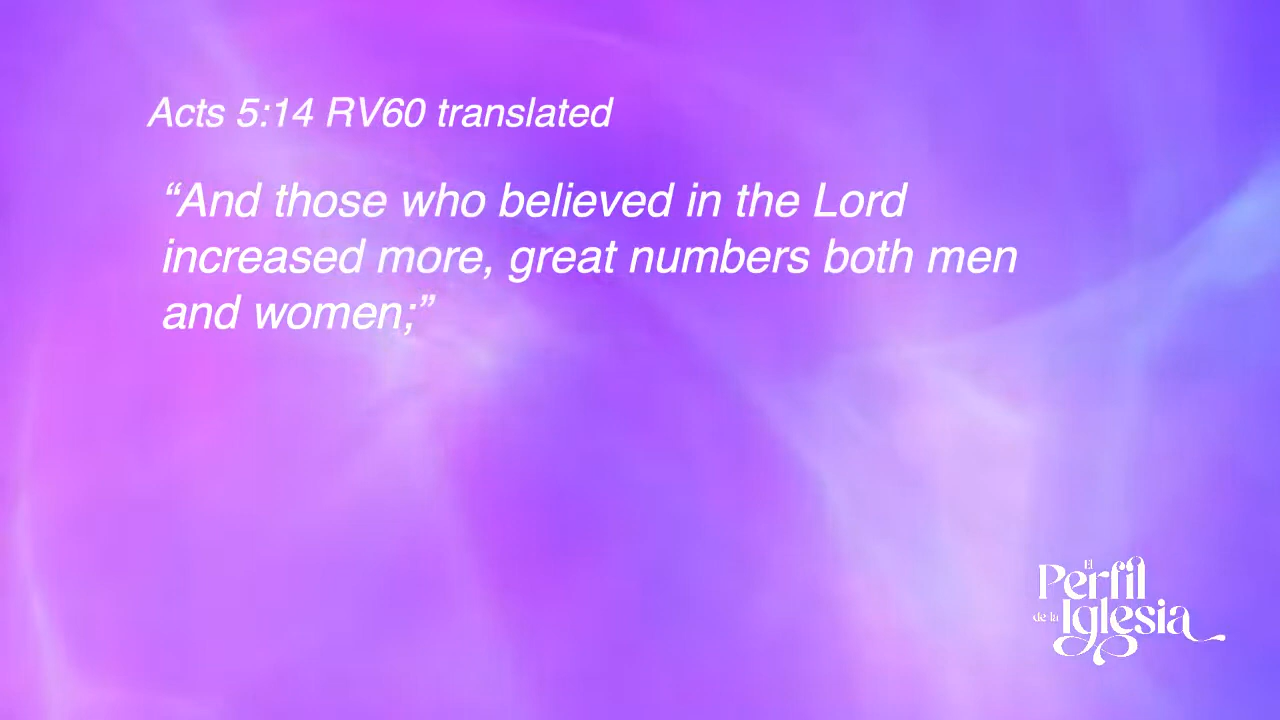 Acts 5:14 RV60 translated
“And those who believed in the Lord
increased more, great numbers both men
and women;”
El
Perfil
de la Iglesia